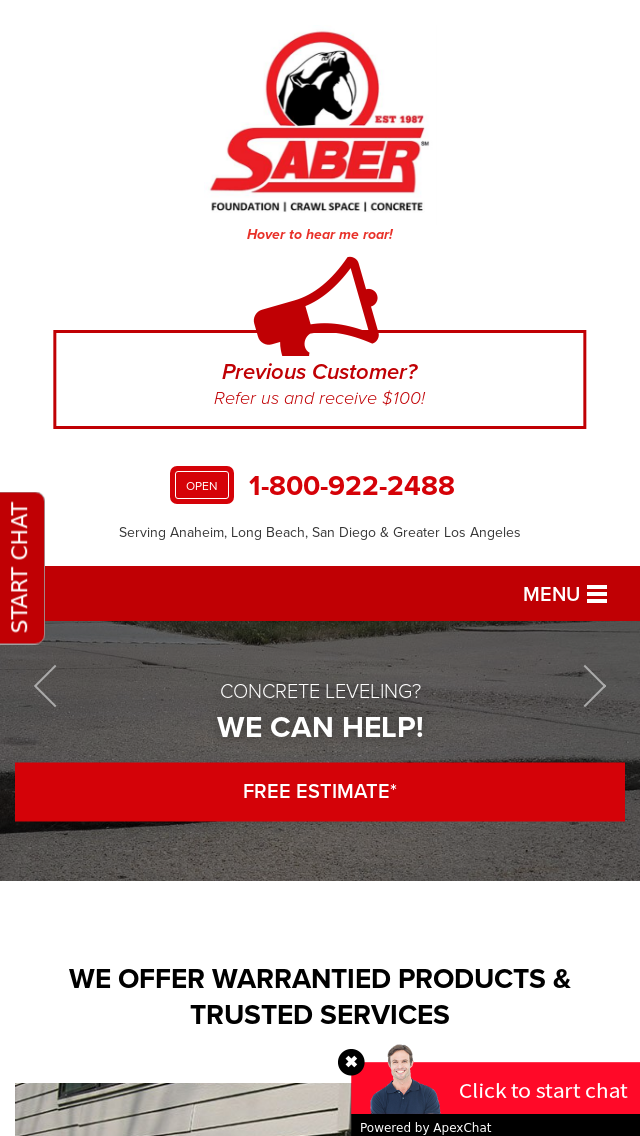 EST 1987
SABER
SM
FOUNDATION | CRAWL SPACE | CONCRETE
Hover to hear me roar!
Previous Customer?
Refer us and receive $100!
OPEN
1-800-922-2488
Serving Anaheim, Long Beach, San Diego & Greater Los Angeles
START CHAT
MENU
CONCRETE LEVELING?
WE CAN HELP!
FREE ESTIMATE*
WE OFFER WARRANTIED PRODUCTS &
TRUSTED SERVICES
Click to start chat
Powered by ApexChat